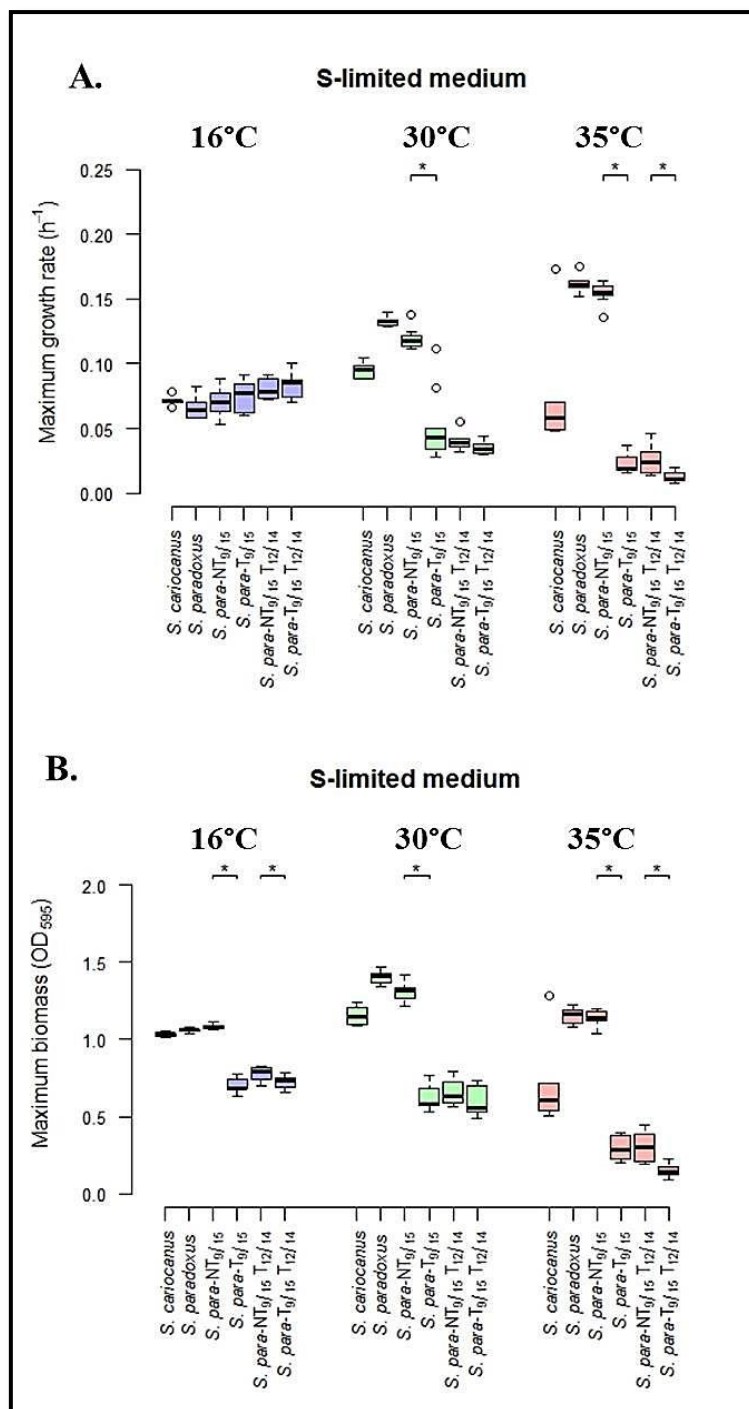 A.
S-limited medium
16°C 30°C 35°C
* * *
Maximum growth rate (h⁻¹)
0.25
0.20
0.15
0.10
0.05
0.00
S. cariocanus
S. paradoxus
S. para-NT9/15
S. para-T9/15
S. para-NT9/15 T12/14
S. para-T9/15 T12/14
S. cariocanus
S. paradoxus
S. para-NT9/15
S. para-T9/15
S. para-NT9/15 T12/14
S. para-T9/15 T12/14
S. cariocanus
S. paradoxus
S. para-NT9/15
S. para-T9/15
S. para-NT9/15 T12/14
S. para-T9/15 T12/14
B.
S-limited medium
16°C 30°C 35°C
* * * * *
Maximum biomass (OD595)
2.0
1.5
1.0
0.5
0.0
S. cariocanus
S. paradoxus
S. para-NT9/15
S. para-T9/15
S. para-NT9/15 T12/14
S. para-T9/15 T12/14
S. cariocanus
S. paradoxus
S. para-NT9/15
S. para-T9/15
S. para-NT9/15 T12/14
S. para-T9/15 T12/14
S. cariocanus
S. paradoxus
S. para-NT9/15
S. para-T9/15
S. para-NT9/15 T12/14
S. para-T9/15 T12/14